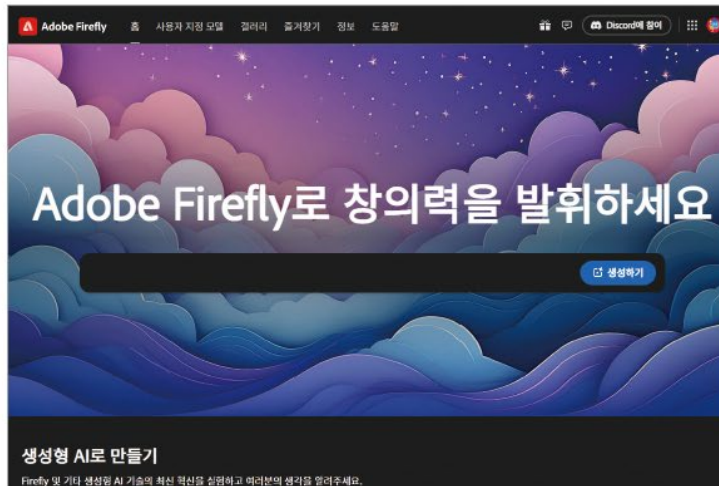 Adobe Firefly 홈 사용자 지정 모델 갤러리 즐겨찾기 정보 도움말 Discord에 참여
Adobe Firefly로 창의력을 발휘하세요
생성하기
생성형 AI로 만들기
Firefly 및 기타 생성형 AI 기술의 최신 혁신을 실험하고 여러분의 생각을 알려주세요.